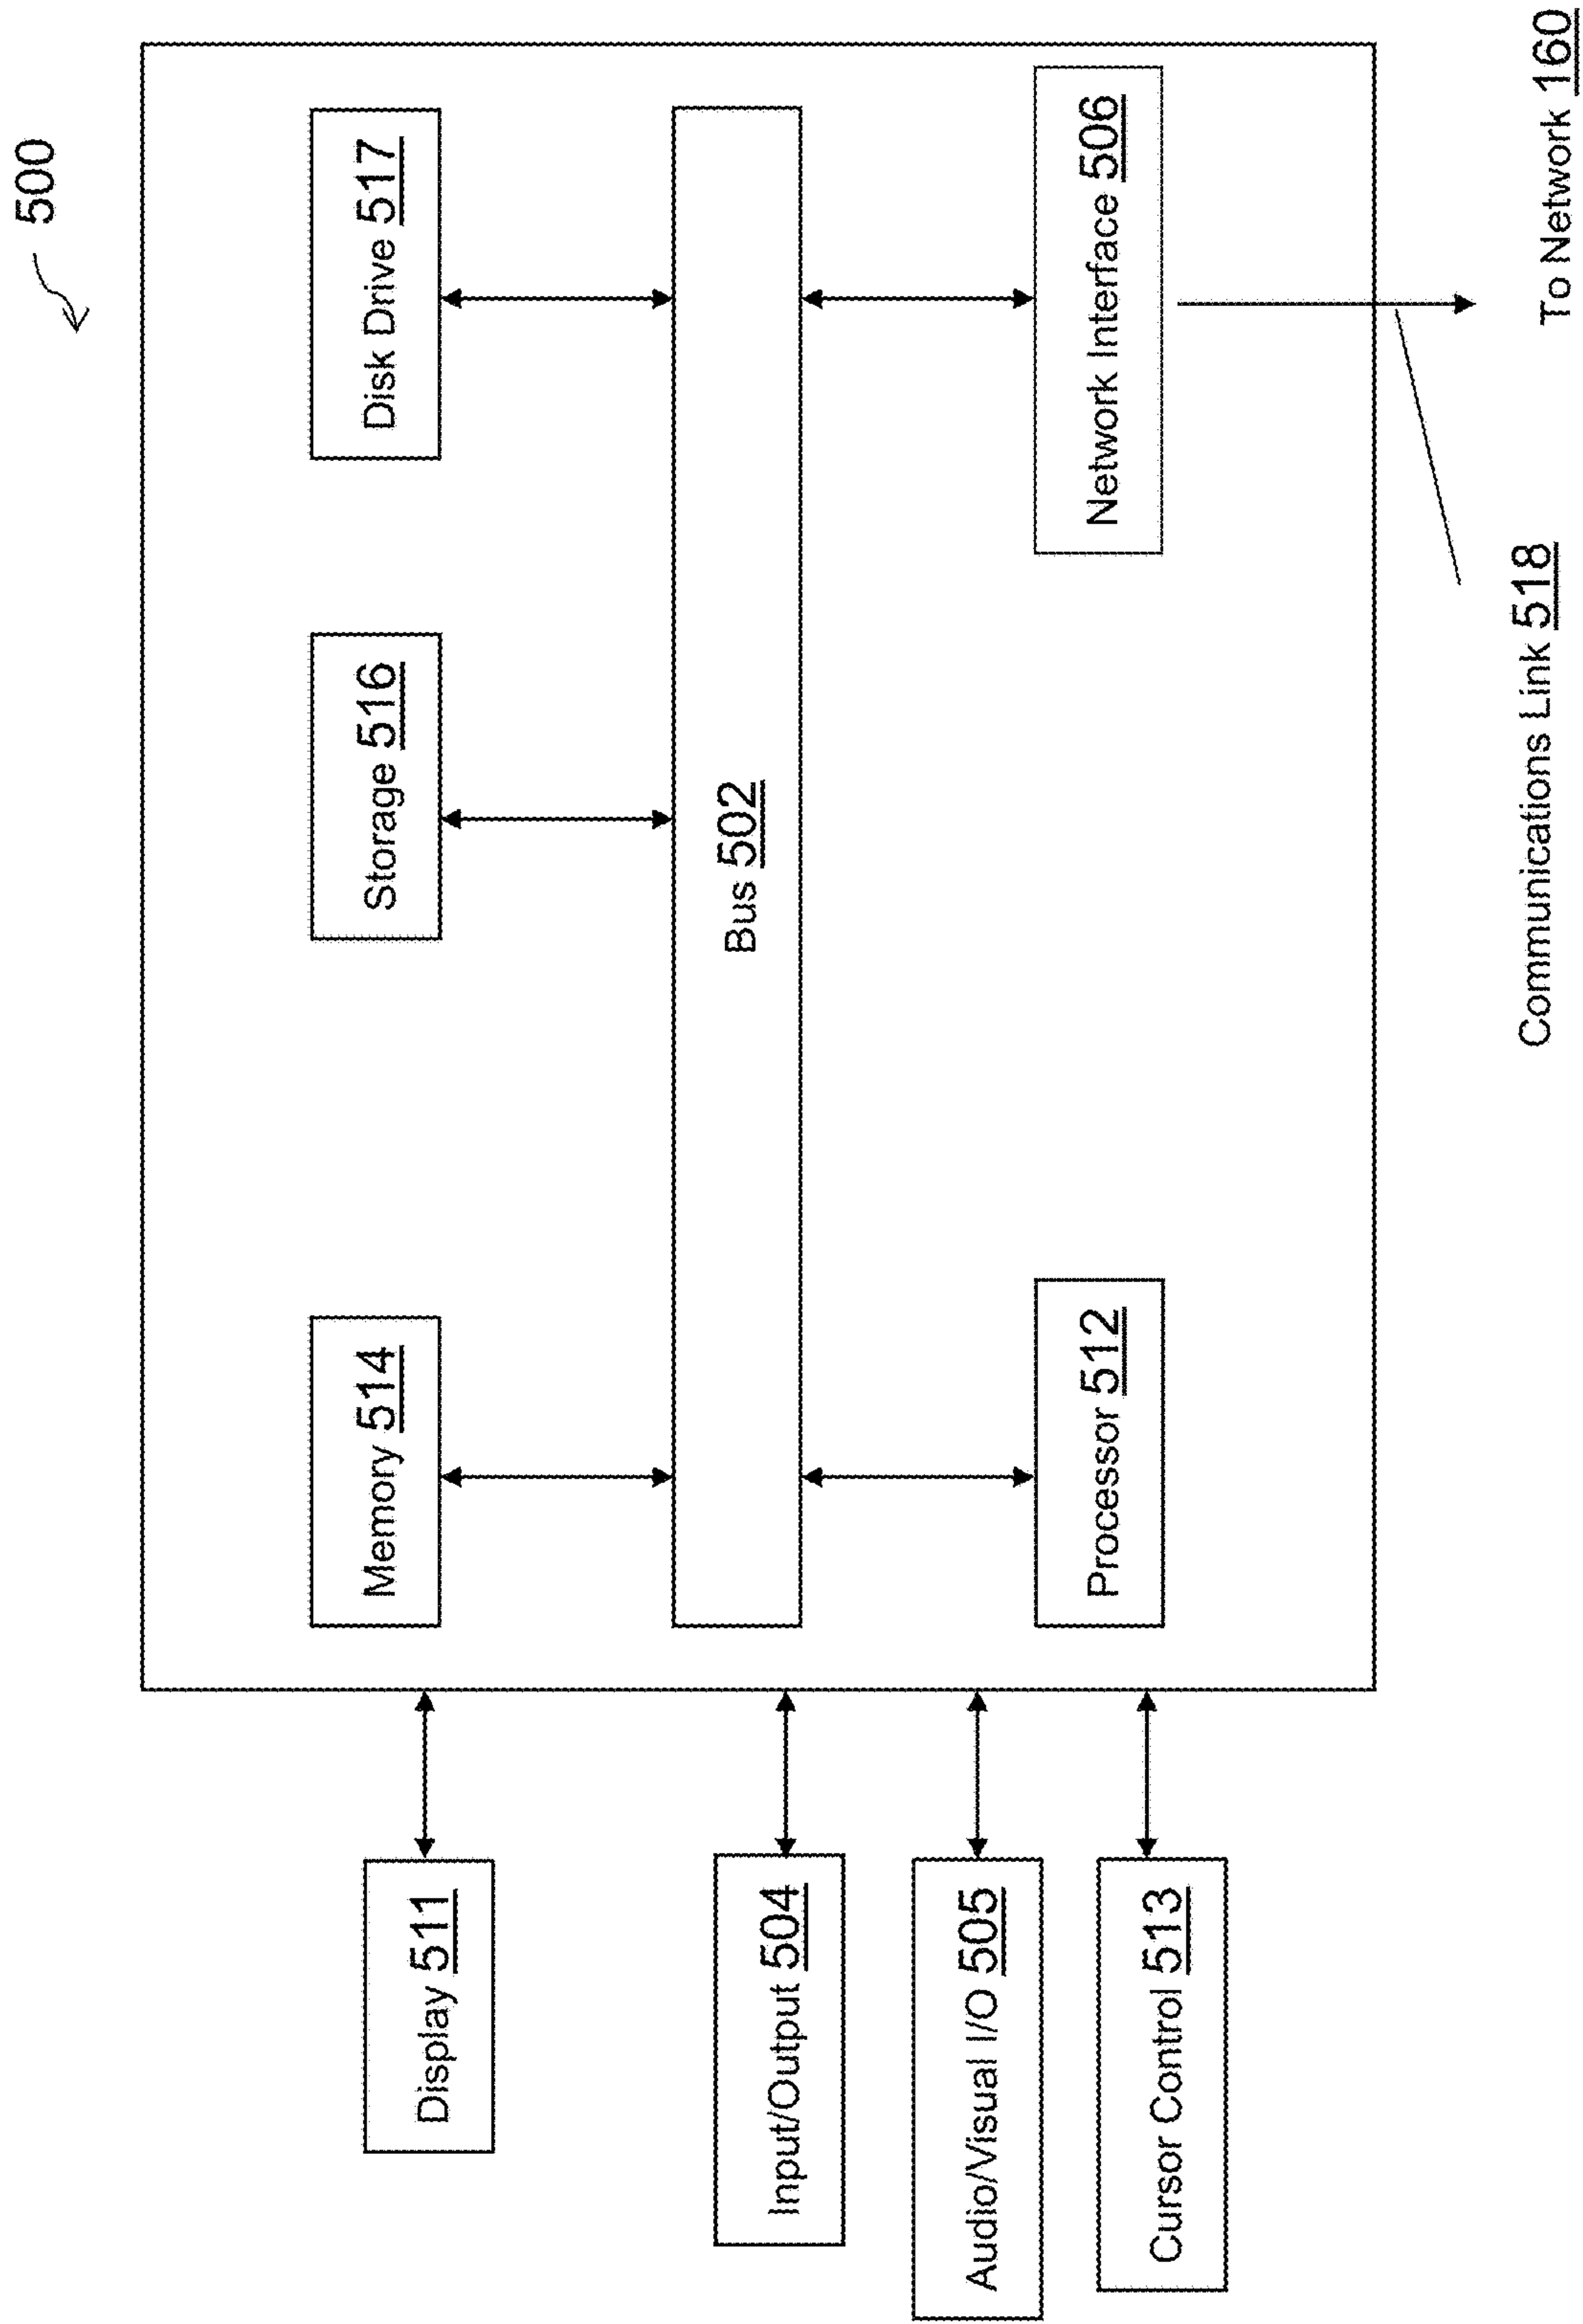 500
Display 511
Memory 514
Storage 516
Disk Drive 517
Input/Output 504
Bus 502
Audio/Visual I/O 505
Cursor Control 513
Processor 512
Network Interface 506
Communications Link 518
To Network 160